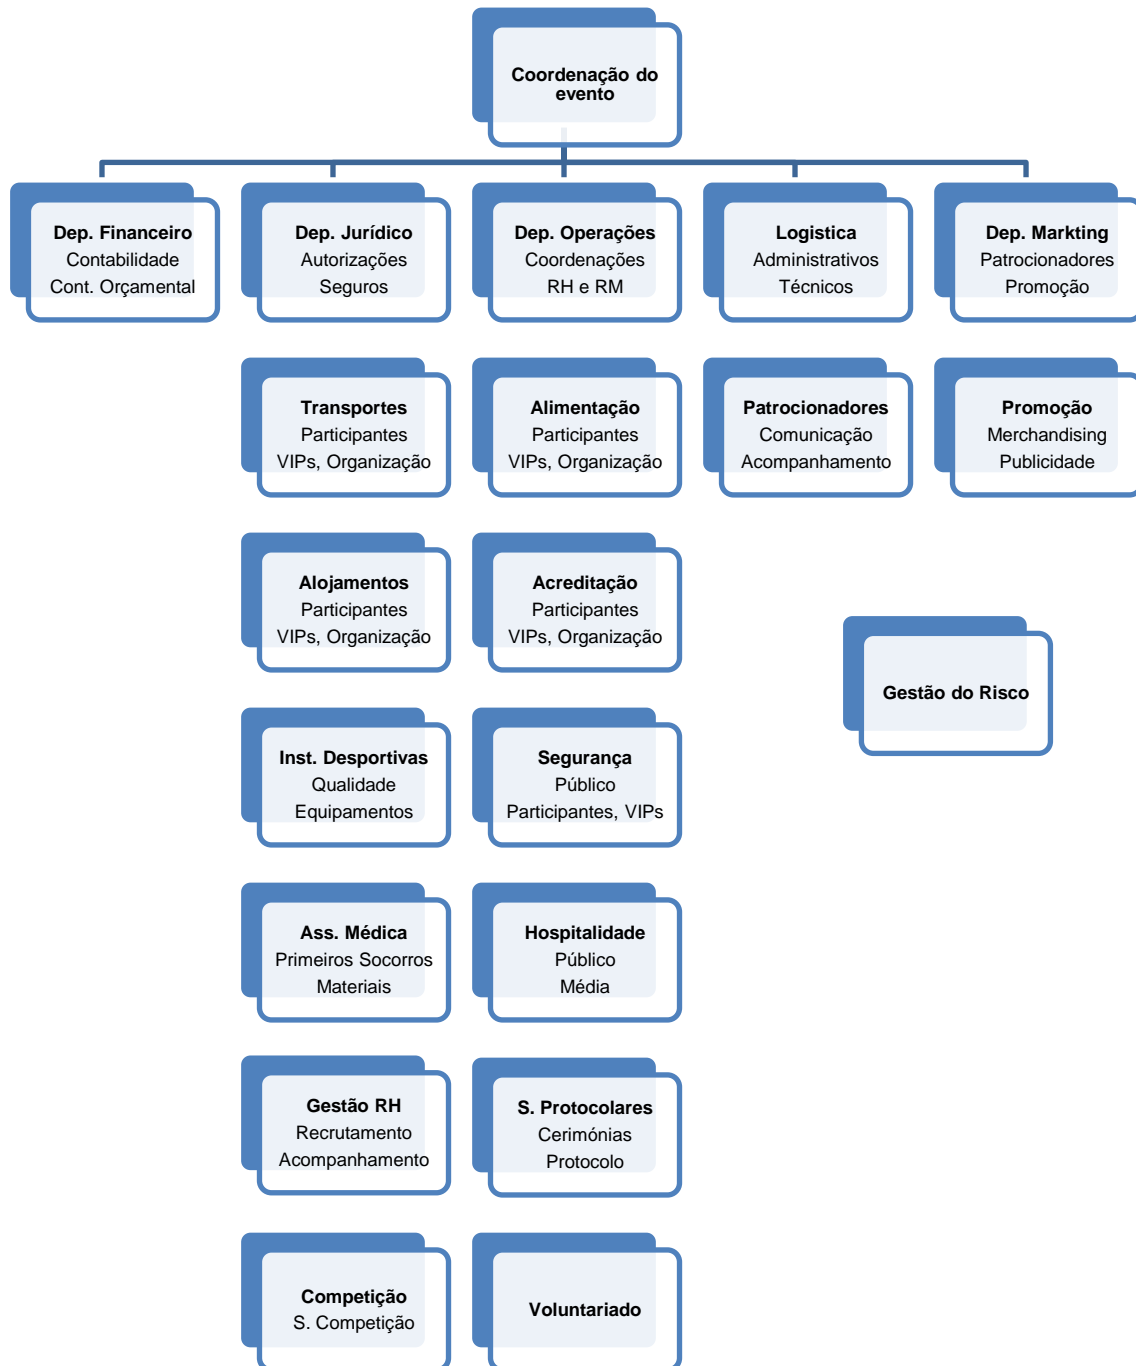 Coordenação do
evento
Dep. Financeiro
Contabilidade
Cont. Orçamental
Dep. Jurídico
Autorizações
Seguros
Dep. Operações
Coordenações
RH e RM
Logistica
Administrativos
Técnicos
Dep. Markting
Patrocionadores
Promoção
Transportes
Participantes
VIPs, Organização
Alimentação
Participantes
VIPs, Organização
Patrocionadores
Comunicação
Acompanhamento
Promoção
Merchandising
Publicidade
Alojamentos
Participantes
VIPs, Organização
Acreditação
Participantes
VIPs, Organização
Gestão do Risco
Inst. Desportivas
Qualidade
Equipamentos
Segurança
Público
Participantes, VIPs
Ass. Médica
Primeiros Socorros
Materiais
Hospitalidade
Público
Média
Gestão RH
Recrutamento
Acompanhamento
S. Protocolares
Cerimónias
Protocolo
Competição
S. Competição
Voluntariado